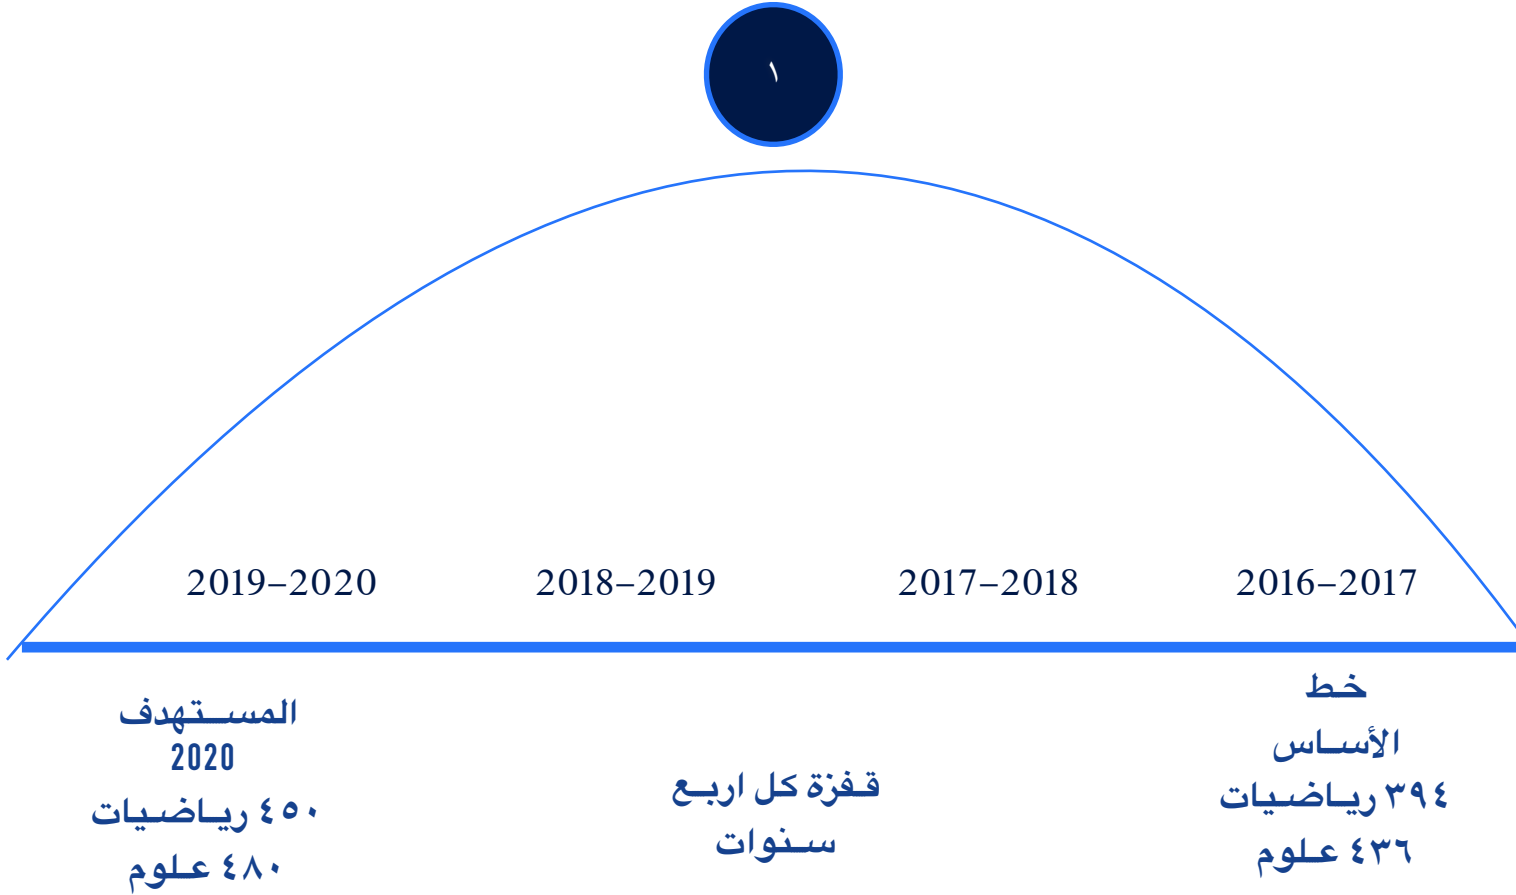 ١
2016–2017
2017–2018
2018–2019
2019–2020
خط
الأساس
٣٩٤ رياضيات
٤٣٦ علوم
قفزة كل اربع
سنوات
المستهدف
2020
٤٥٠ رياضيات
٤٨٠ علوم